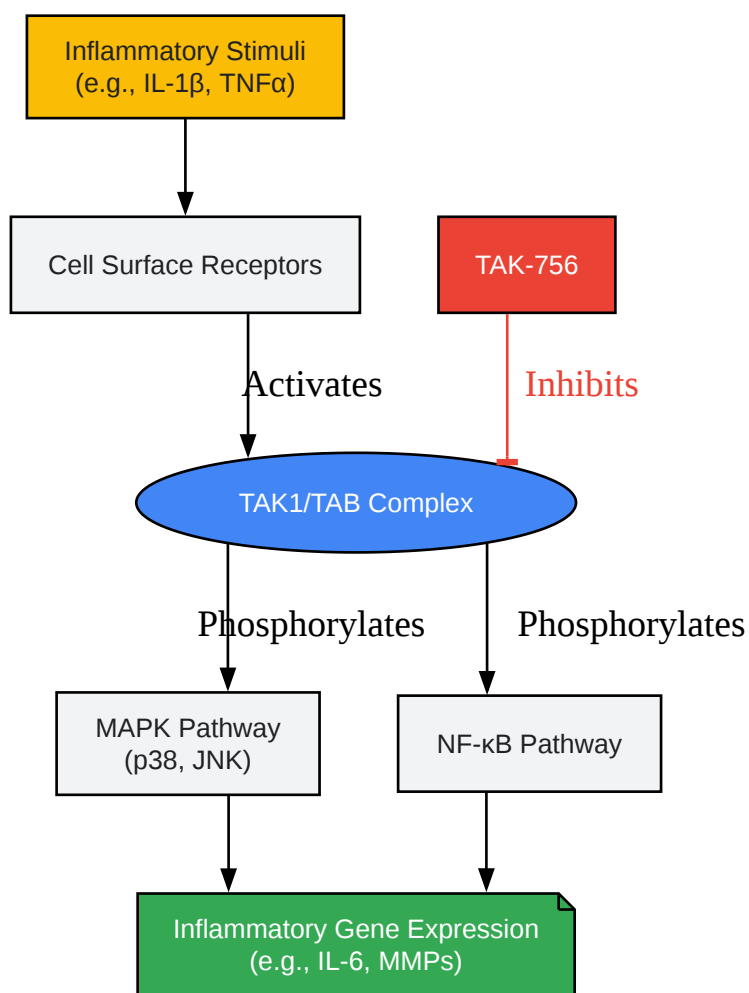 Inflammatory Stimuli
(e.g., IL-1β, TNFα)
Cell Surface Receptors
TAK-756
Activates
Inhibits
TAK1/TAB Complex
Phosphorylates
Phosphorylates
MAPK Pathway
(p38, JNK)
NF-κB Pathway
Inflammatory Gene Expression
(e.g., IL-6, MMPs)